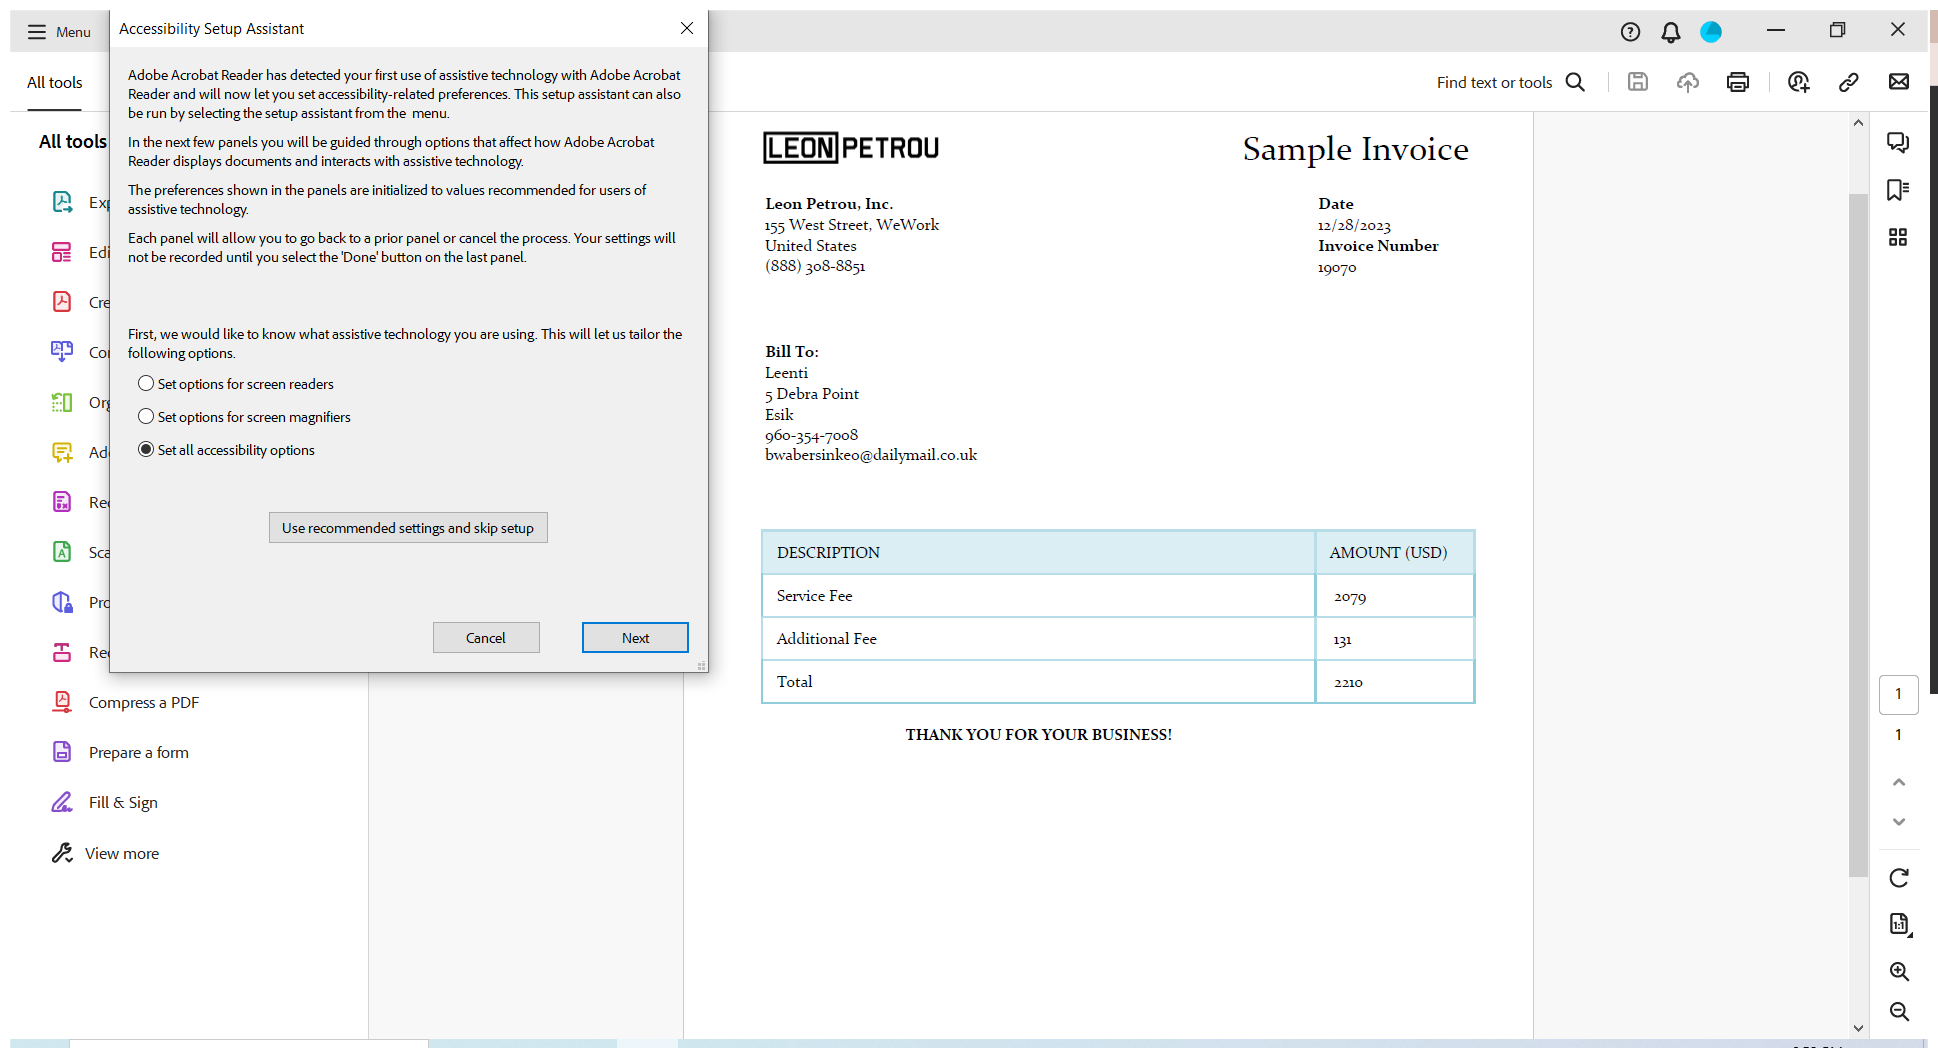 Menu
Accessibility Setup Assistant
All tools
Find text or tools
All tools
Adobe Acrobat Reader has detected your first use of assistive technology with Adobe Acrobat
Reader and will now let you set accessibility-related preferences. This setup assistant can also
be run by selecting the setup assistant from the menu.
In the next few panels you will be guided through options that affect how Adobe Acrobat
Reader displays documents and interacts with assistive technology.
The preferences shown in the panels are initialized to values recommended for users of
assistive technology.
Each panel will allow you to go back to a prior panel or cancel the process. Your settings will
not be recorded until you select the 'Done' button on the last panel.
First, we would like to know what assistive technology you are using. This will let us tailor the
following options.
Set options for screen readers
Set options for screen magnifiers
Set all accessibility options
Use recommended settings and skip setup
Cancel
Next
Compress a PDF
Prepare a form
Fill & Sign
View more
LEON PETROU
Sample Invoice
Leon Petrou, Inc.
155 West Street, WeWork
United States
(888) 308-8851
Date
12/28/2023
Invoice Number
19070
Bill To:
Leenti
5 Debra Point
Esik
960-354-7008
bwabersinkeo@dailymail.co.uk
DESCRIPTION AMOUNT (USD)
Service Fee 2079
Additional Fee 131
Total 2210
THANK YOU FOR YOUR BUSINESS!
1
1
1:1